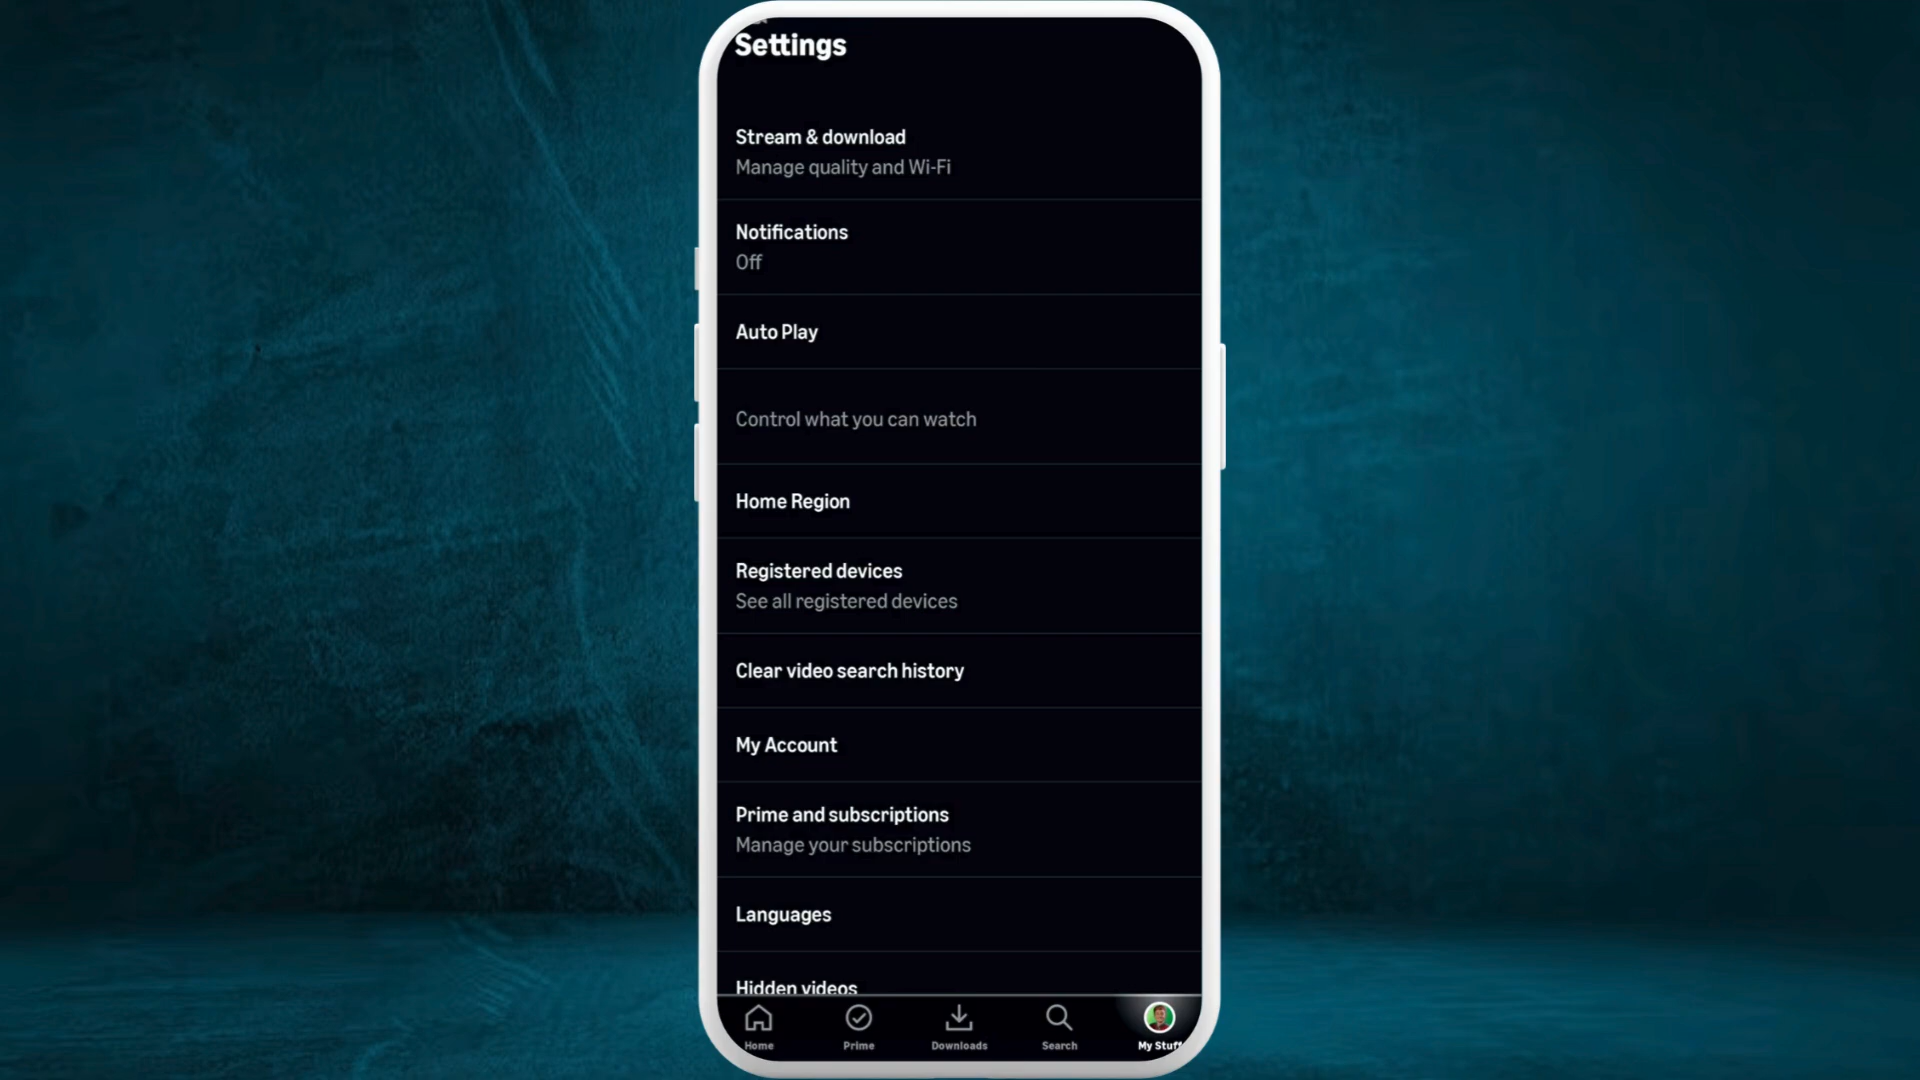 Settings
Stream & download
Manage quality and Wi-Fi
Notifications
Off
Auto Play
Control what you can watch
Home Region
Registered devices
See all registered devices
Clear video search history
My Account
Prime and subscriptions
Manage your subscriptions
Languages
Hidden videos
Home
Prime
Downloads
Search
My Stuff